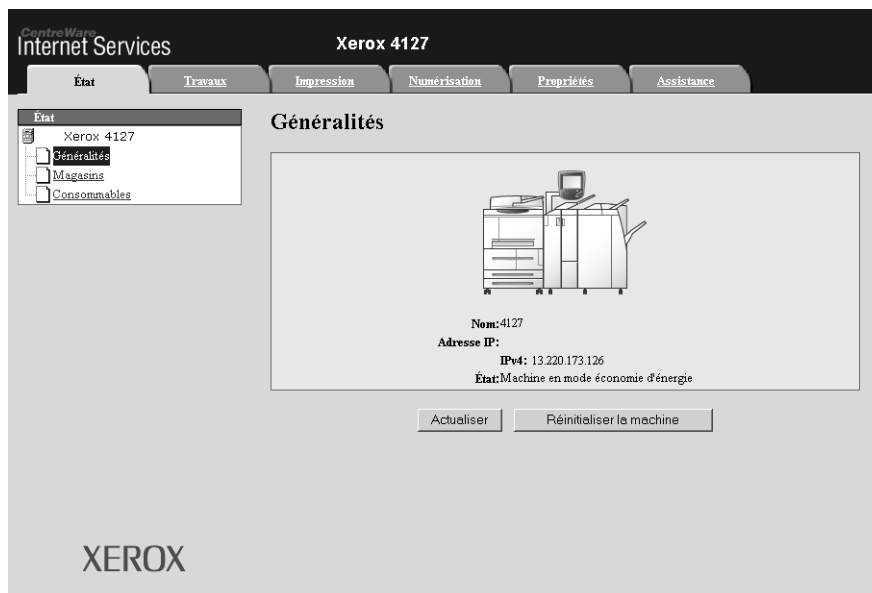 CentreWare
Internet Services
Xerox 4127
État Travaux Impression Numérisation Propriétés Assistance
État
Xerox 4127
Généralités
Magasins
Consommables
Généralités
Nom:4127
Adresse IP:
IPv4: 13.220.173.126
État:Machine en mode économie d'énergie
Actualiser Réinitialiser la machine
XEROX